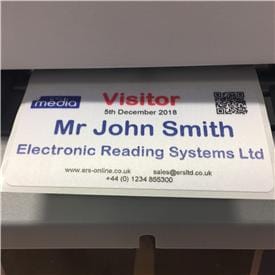 media
Visitor
5th December 2018
Mr John Smith
Electronic Reading Systems Ltd
www.ers-online.co.uk sales@ersltd.co.uk
+44 (0) 1234 855300